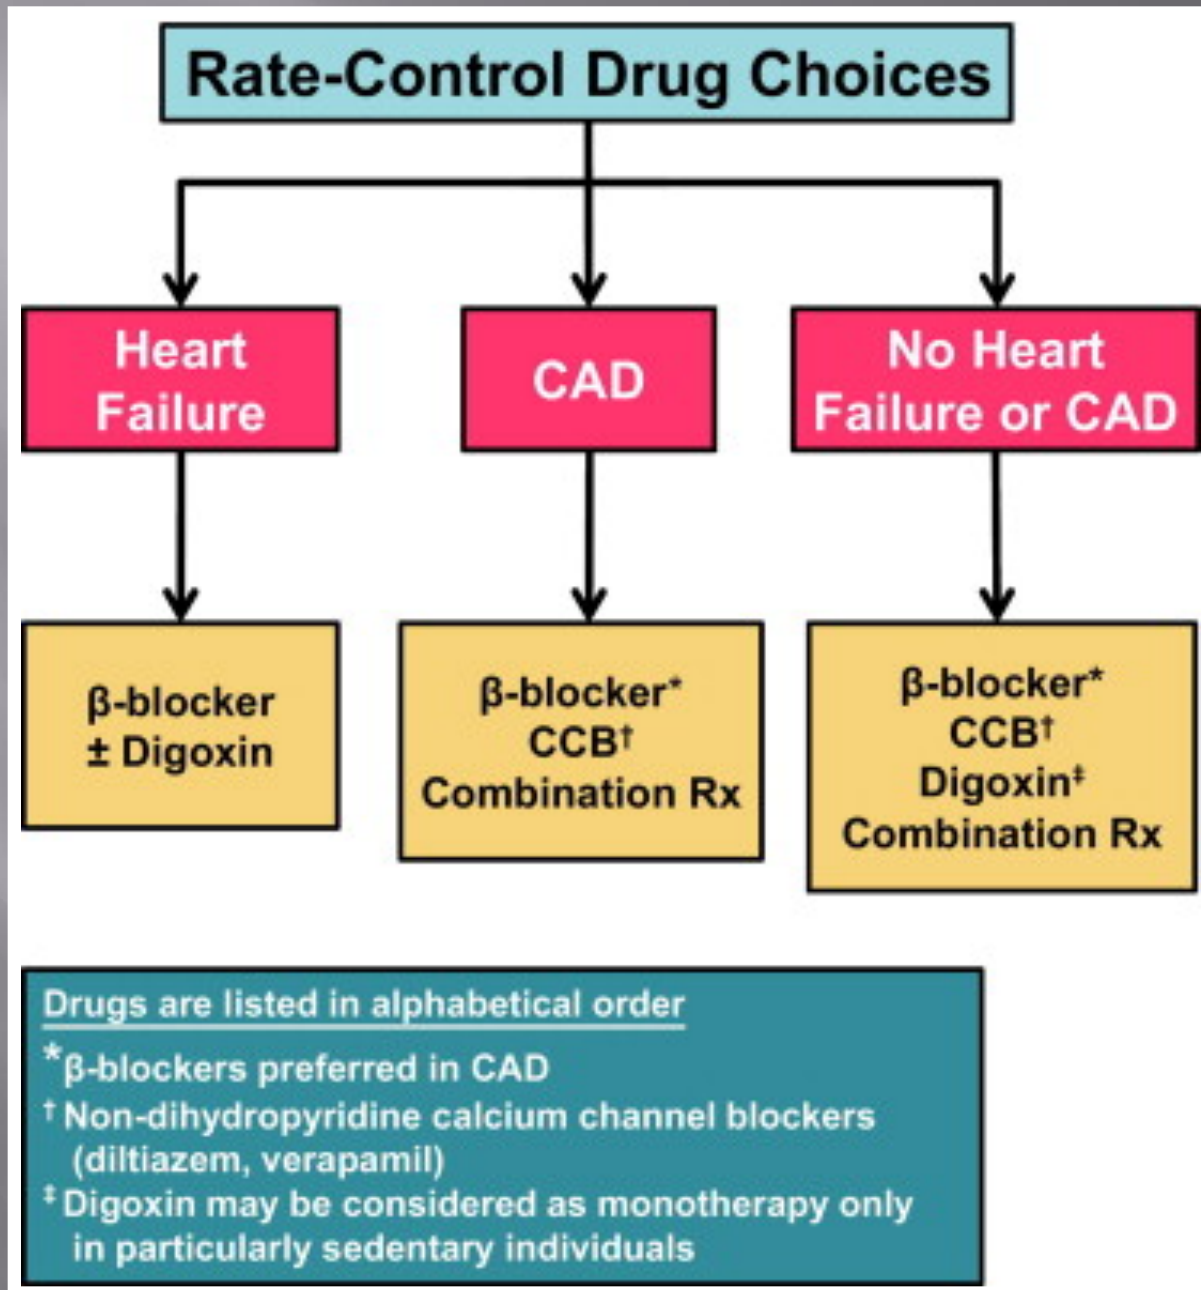 Rate-Control Drug Choices
Heart
Failure
CAD
No Heart
Failure or CAD
β-blocker
± Digoxin
β-blocker*
CCB†
Combination Rx
β-blocker*
CCB†
Digoxin‡
Combination Rx
Drugs are listed in alphabetical order
*β-blockers preferred in CAD
† Non-dihydropyridine calcium channel blockers
(diltiazem, verapamil)
‡ Digoxin may be considered as monotherapy only
in particularly sedentary individuals